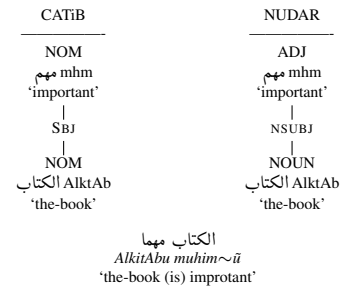 CATiB
NOM
مهم mhm
‘important’
SBJ
NOM
الكتاب AlktAb
‘the-book’
NUDAR
ADJ
مهم mhm
‘important’
NSUBJ
NOUN
الكتاب AlktAb
‘the-book’
الكتاب مهما
AlkitAbu muhim∼ũ
‘the-book (is) improtant’